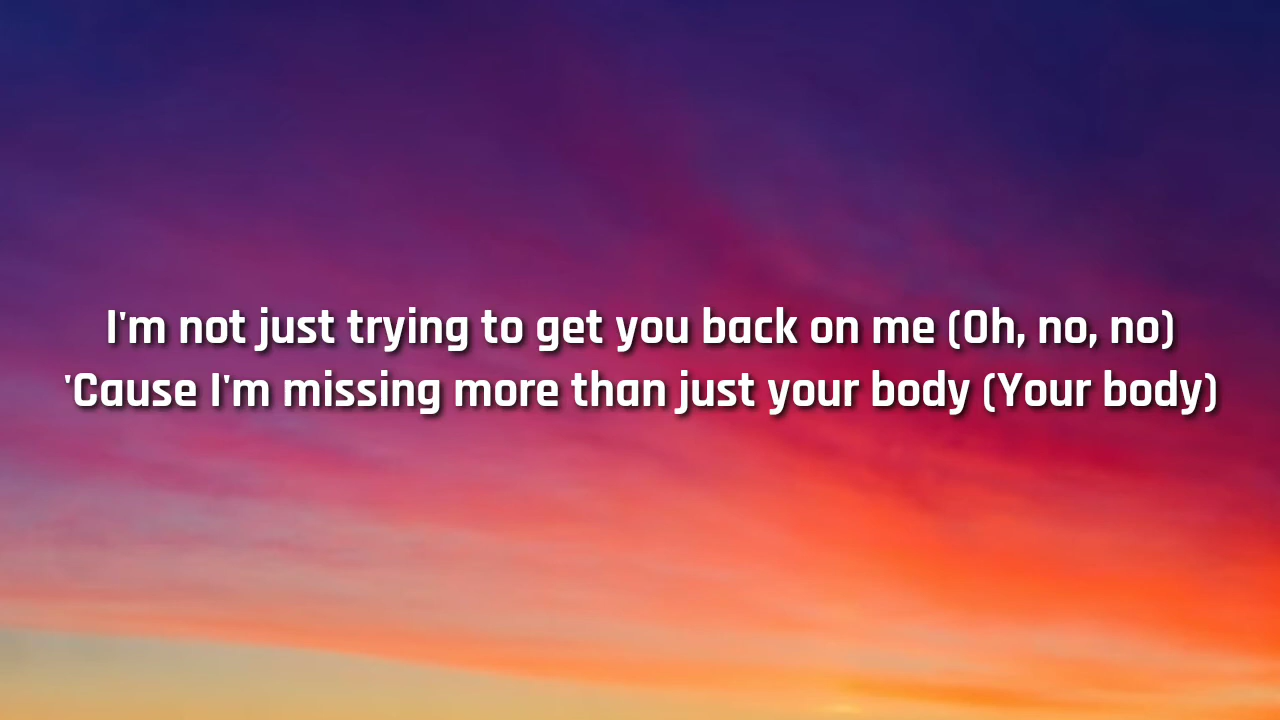 I'm not just trying to get you back on me (Oh, no, no)
'Cause I'm missing more than just your body (Your body)